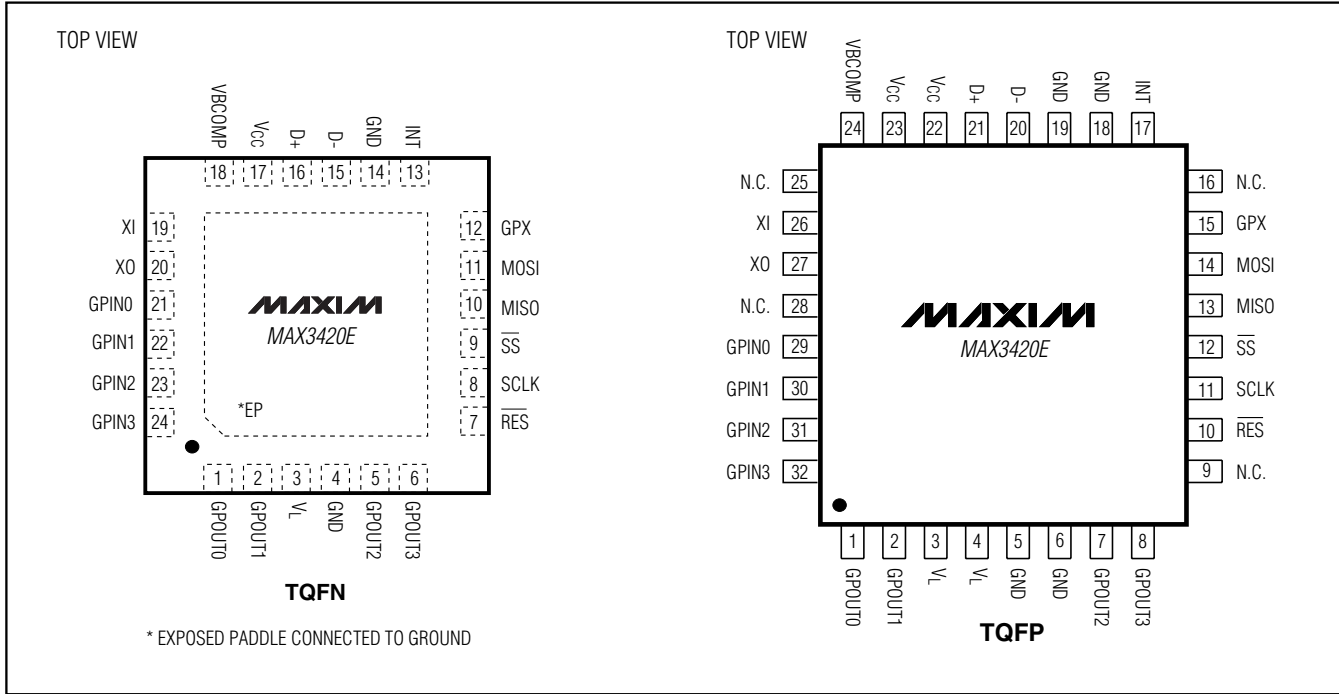 TOP VIEW
VBCOMP
VCC
D+
D-
GND
INT
18
17
16
15
14
13
XI 19
XO 20
GPIN0 21
GPIN1 22
GPIN2 23
GPIN3 24
12 GPX
11 MOSI
10 MISO
9 SS
8 SCLK
7 RES
MAXIM
MAX3420E
*EP
1
2
3
4
5
6
GPOUT0
GPOUT1
VL
GND
GPOUT2
GPOUT3
TQFN
* EXPOSED PADDLE CONNECTED TO GROUND
TOP VIEW
VBCOMP
VCC
VCC
D+
D-
GND
GND
INT
24
23
22
21
20
19
18
17
N.C. 25
XI 26
XO 27
N.C. 28
GPIN0 29
GPIN1 30
GPIN2 31
GPIN3 32
16 N.C.
15 GPX
14 MOSI
13 MISO
12 SS
11 SCLK
10 RES
9 N.C.
MAXIM
MAX3420E
1
2
3
4
5
6
7
8
GPOUT0
GPOUT1
VL
VL
GND
GND
GPOUT2
GPOUT3
TQFP